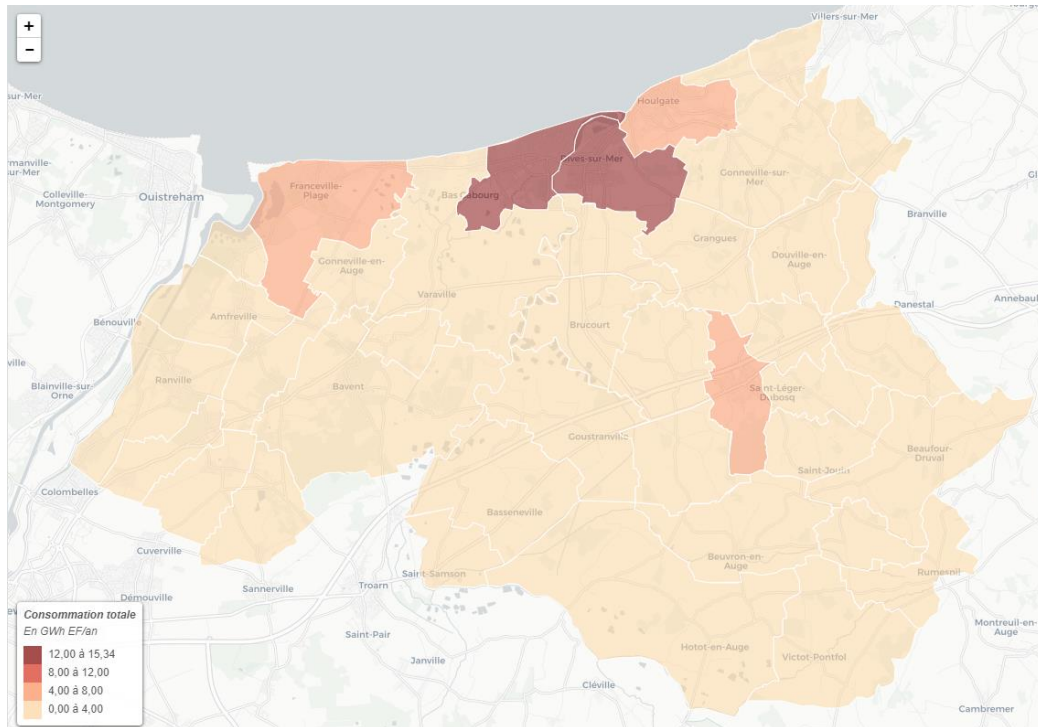 +
−
Villers-sur-Mer
sur-Mer
Houlgate
Dives-sur-Mer
Ouistreham
Franceville-
Plage
Bas Cabourg
Gonneville-
sur-Mer
Colleville-
Montgomery
Branville
Gonneville-en-
Auge
Grangues
Douville-en-
Auge
Varaville
Danestal
Annebau
Amfreville
Bénouville
Brucourt
Blainville-sur-
Orne
Ranville
Bavent
Saint-Léger-
Dubosq
Goustranville
Beaufour-
Druval
Saint-Jouin
Colombelles
Basseneville
Cuverville
Beuvron-en-
Auge
Rumesnil
Sannerville
Saint-Samson
Troarn
Démouville
Montreuil-en-
Auge
Saint-Pair
Janville
Hotot-en-Auge
Victot-Pontfol
Cléville
Cambremer
Consommation totale
En GWh EF/an
12,00 à 15,34
8,00 à 12,00
4,00 à 8,00
0,00 à 4,00